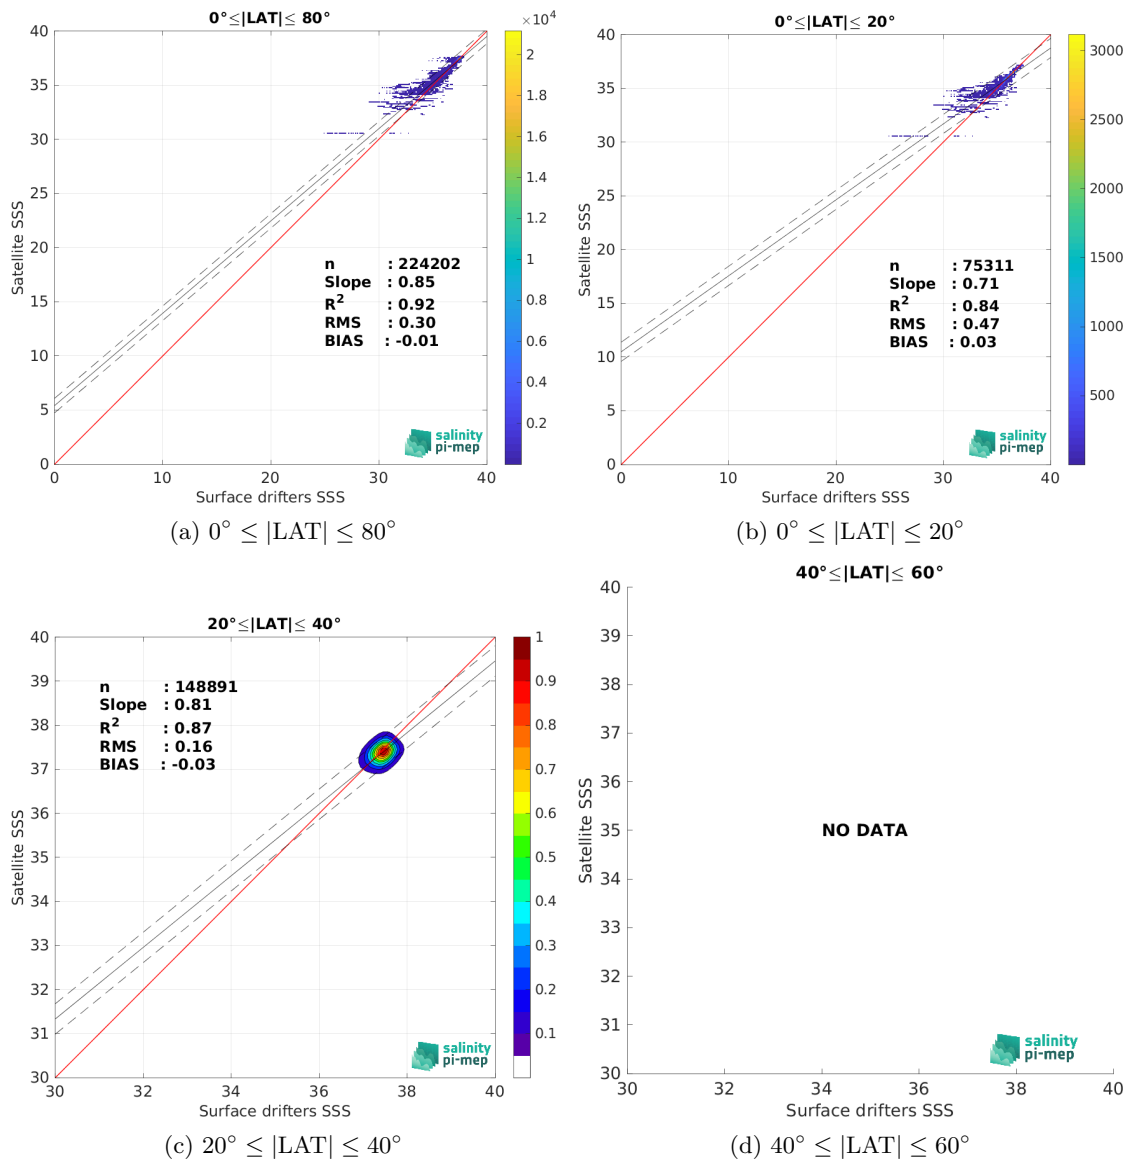 0°≤|LAT|≤ 80°
×10⁴
40
35
30
25
20
15
10
5
0
Satellite SSS
n : 224202
Slope : 0.85
R² : 0.92
RMS : 0.30
BIAS : -0.01
salinity
pi-mep
0 10 20 30 40
Surface drifters SSS
2
1.8
1.6
1.4
1.2
1
0.8
0.6
0.4
0.2
(a) 0° ≤ |LAT| ≤ 80°
0°≤|LAT|≤ 20°
40
35
30
25
20
15
10
5
0
Satellite SSS
n : 75311
Slope : 0.71
R² : 0.84
RMS : 0.47
BIAS : 0.03
salinity
pi-mep
0 10 20 30 40
Surface drifters SSS
3000
2500
2000
1500
1000
500
(b) 0° ≤ |LAT| ≤ 20°
20°≤|LAT|≤ 40°
40
39
38
37
36
35
34
33
32
31
30
Satellite SSS
n : 148891
Slope : 0.81
R² : 0.87
RMS : 0.16
BIAS : -0.03
salinity
pi-mep
30 32 34 36 38 40
Surface drifters SSS
1
0.9
0.8
0.7
0.6
0.5
0.4
0.3
0.2
0.1
(c) 20° ≤ |LAT| ≤ 40°
40°≤|LAT|≤ 60°
40
39
38
37
36
35
34
33
32
31
30
Satellite SSS
NO DATA
salinity
pi-mep
30 32 34 36 38 40
Surface drifters SSS
(d) 40° ≤ |LAT| ≤ 60°